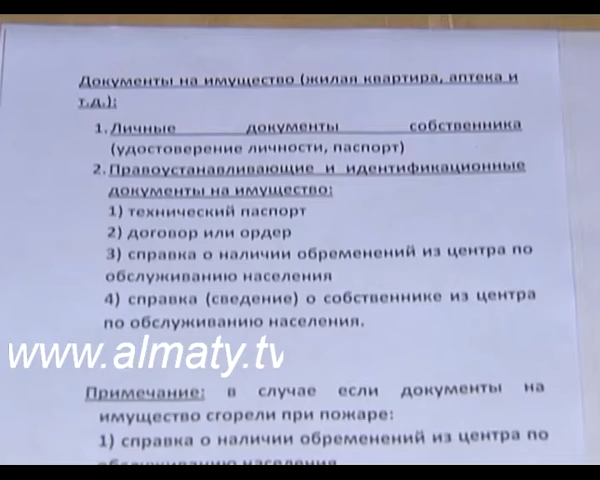 Документы на имущество (жилая квартира, аптека и
т.д.):
1. Личные документы собственника
(удостоверение личности, паспорт)
2. Правоустанавливающие и идентификационные
документы на имущество:
1) технический паспорт
2) договор или ордер
3) справка о наличии обременений из центра по
обслуживанию населения
4) справка (сведение) о собственнике из центра
по обслуживанию населения.
www.almaty.tv
Примечание: в случае если документы на
имущество сгорели при пожаре:
1) справка о наличии обременений из центра по
обслуживанию населения